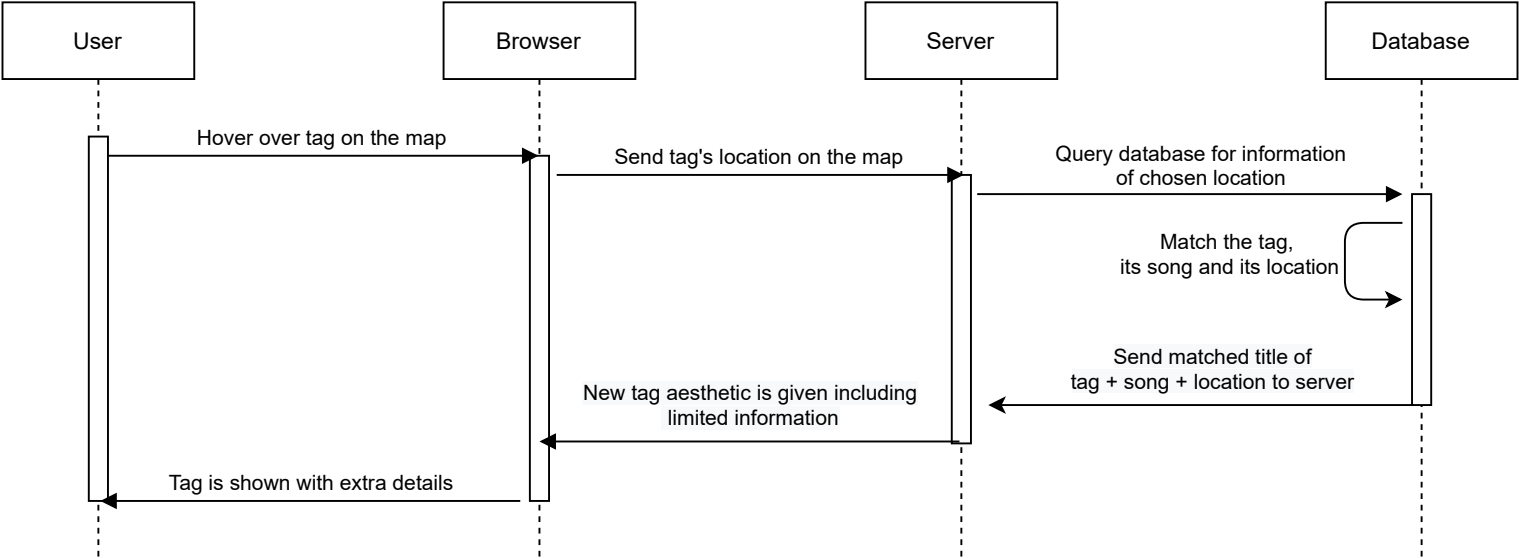 User
Browser
Server
Database
Hover over tag on the map
Send tag's location on the map
Query database for information
of chosen location
Match the tag,
its song and its location
Send matched title of
tag + song + location to server
New tag aesthetic is given including
limited information
Tag is shown with extra details